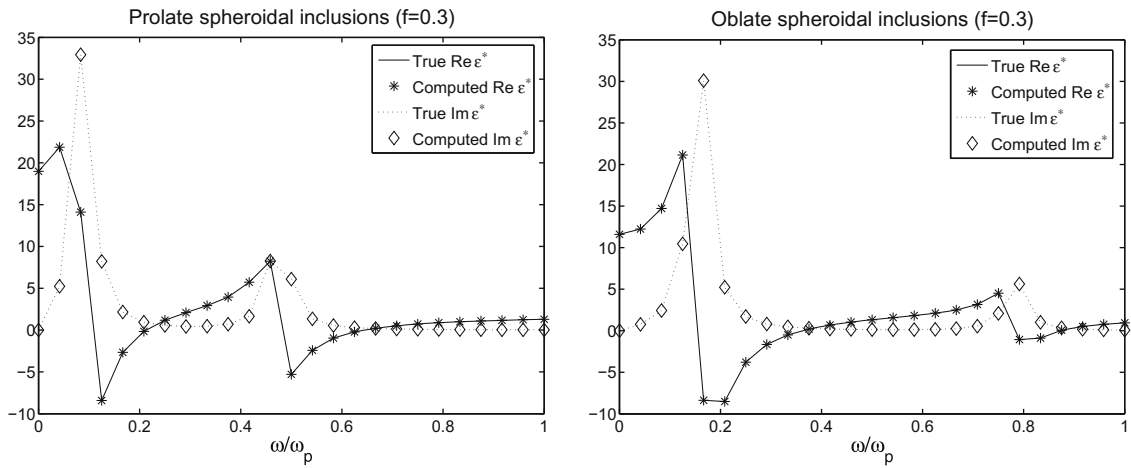 Prolate spheroidal inclusions (f=0.3)
35
30
25
20
15
10
5
0
−5
−10
True Re ε*
Computed Re ε*
True Im ε*
Computed Im ε*
0
0.2
0.4
0.6
0.8
1
ω/ωp
Oblate spheroidal inclusions (f=0.3)
35
30
25
20
15
10
5
0
−5
−10
True Re ε*
Computed Re ε*
True Im ε*
Computed Im ε*
0
0.2
0.4
0.6
0.8
1
ω/ωp